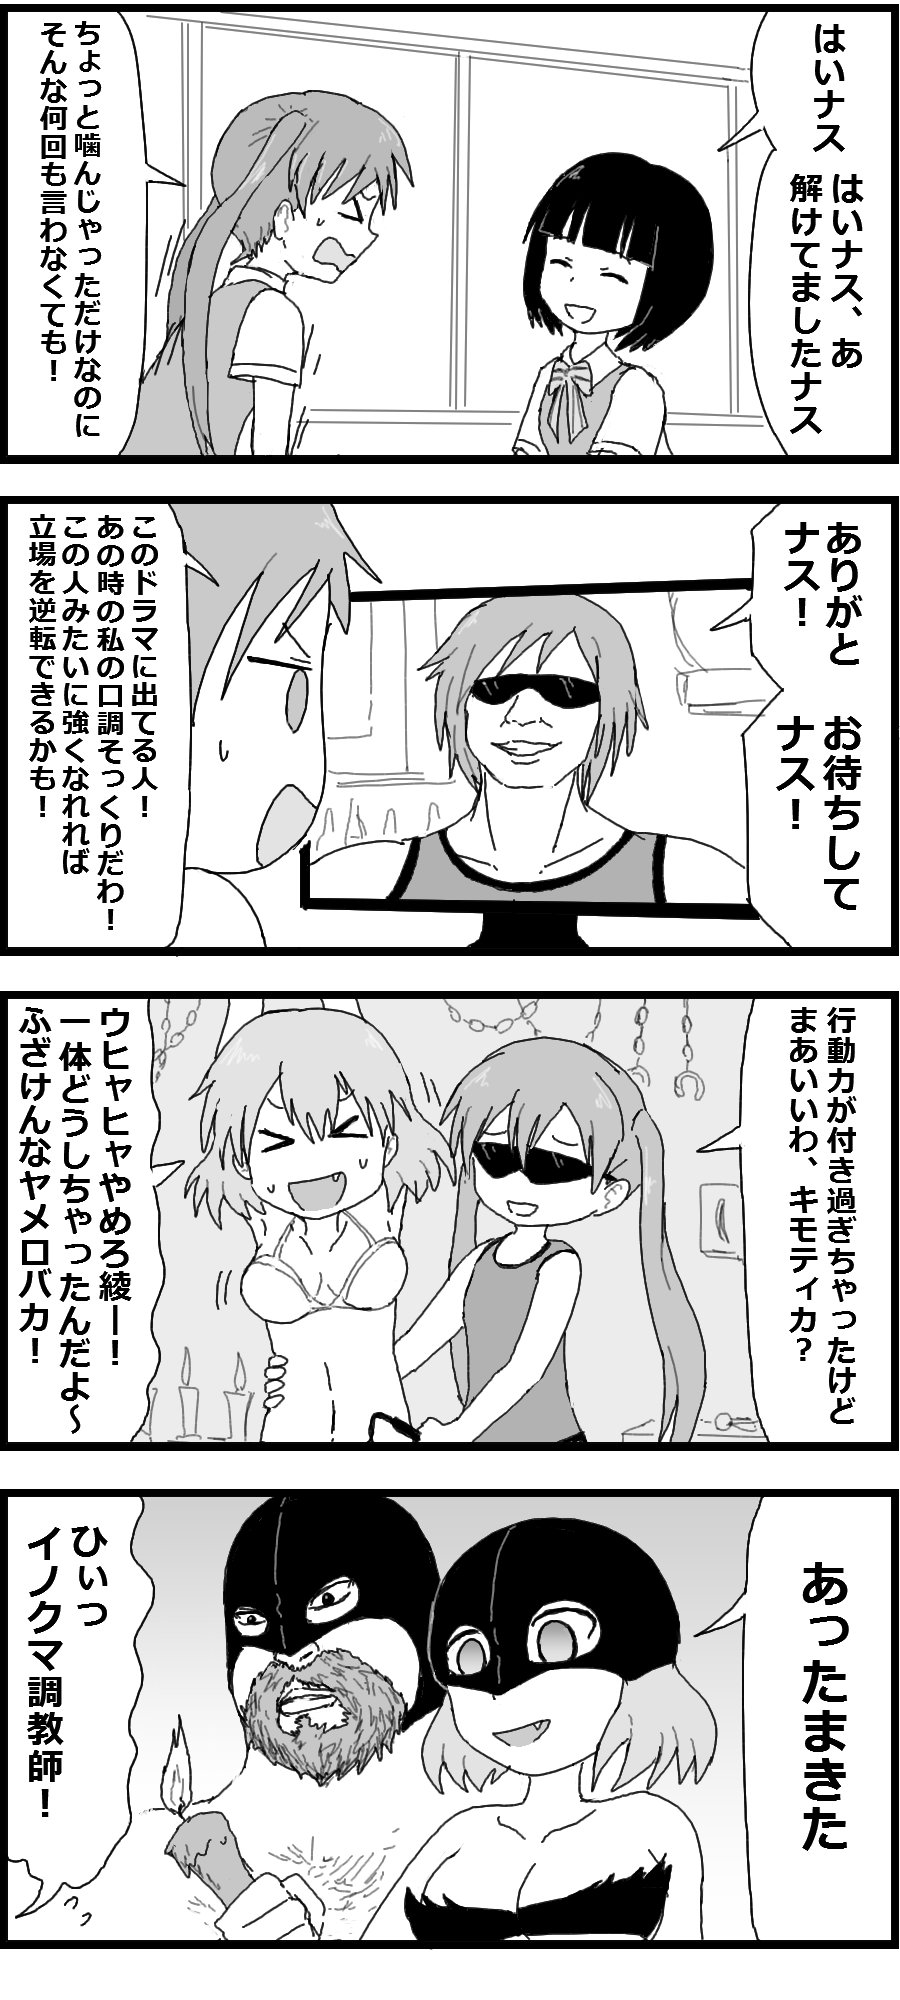 はいナス
はいナス、あ
解けてましたナス
ちょっと噛んじゃっただけなのに
そんな何回も言わなくても！
ありがと
ナス！
お待ちして
ナス！
このドラマに出てる人！
あの時の私の口調そっくりだわ！
この人みたいに強くなれれば
立場を逆転できるかも！
行動力が付き過ぎちゃったけど
まあいいわ、キモティカ？
ウヒャヒャやめろ綾ー！
一体どうしちゃったんだよ～
ふざけんなヤメロバカ！
あったまきた
ひぃっ
イノクマ調教師！